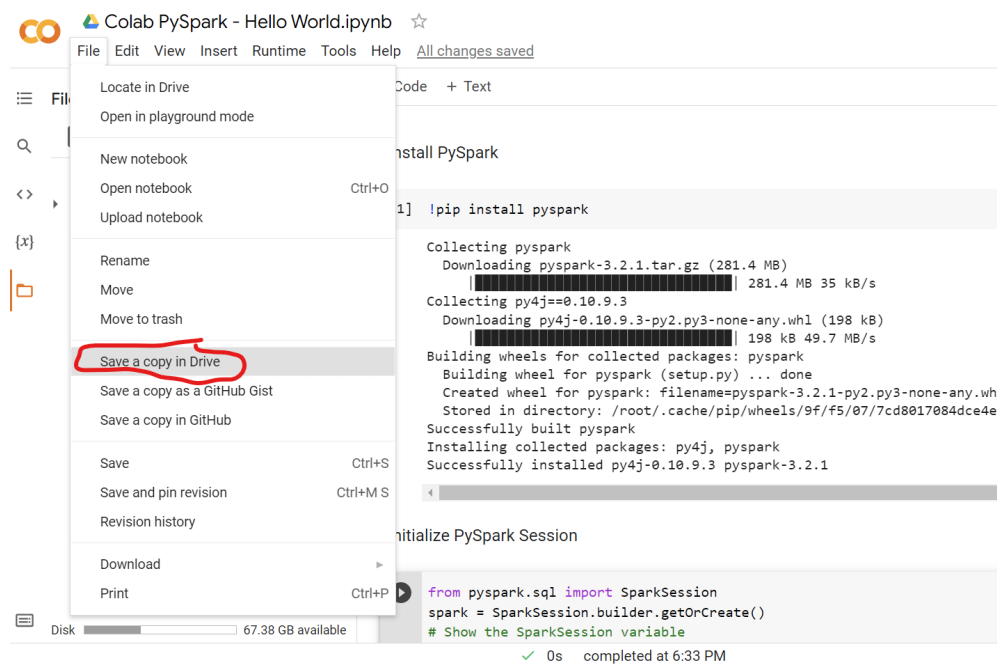 Colab PySpark - Hello World.ipynb
File Edit View Insert Runtime Tools Help All changes saved
Locate in Drive
Open in playground mode
New notebook
Open notebook Ctrl+O
Upload notebook
Rename
Move
Move to trash
Save a copy in Drive
Save a copy as a GitHub Gist
Save a copy in GitHub
Save Ctrl+S
Save and pin revision Ctrl+M S
Revision history
Download
Print Ctrl+P
Disk 67.38 GB available
Code + Text
nstall PySpark
1] !pip install pyspark
Collecting pyspark
Downloading pyspark-3.2.1.tar.gz (281.4 MB)
281.4 MB 35 kB/s
Collecting py4j==0.10.9.3
Downloading py4j-0.10.9.3-py2.py3-none-any.whl (198 kB)
198 kB 49.7 MB/s
Building wheels for collected packages: pyspark
Building wheel for pyspark (setup.py) ... done
Created wheel for pyspark: filename=pyspark-3.2.1-py2.py3-none-any.wh
Stored in directory: /root/.cache/pip/wheels/9f/f5/07/7cd8017084dce4e
Successfully built pyspark
Installing collected packages: py4j, pyspark
Successfully installed py4j-0.10.9.3 pyspark-3.2.1
nitialize PySpark Session
from pyspark.sql import SparkSession
spark = SparkSession.builder.getOrCreate()
# Show the SparkSession variable
0s completed at 6:33 PM